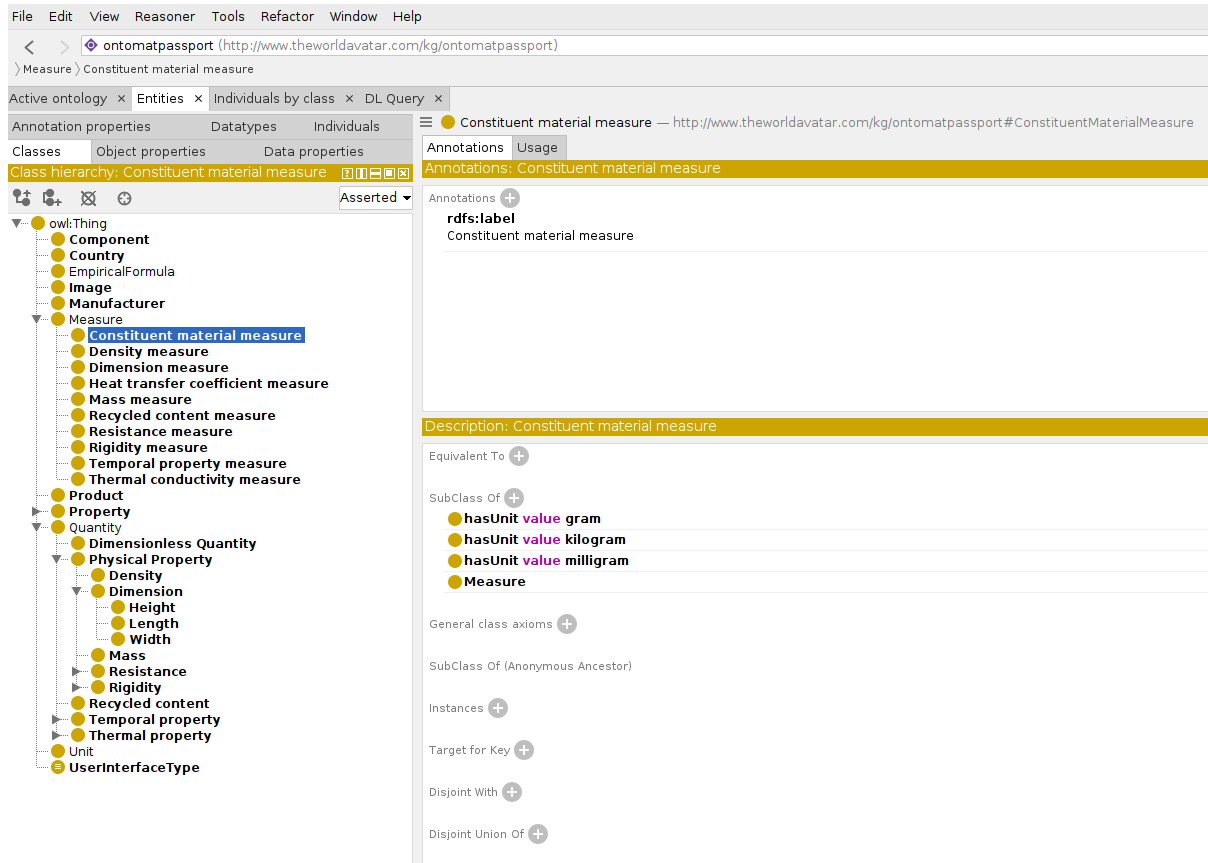 File Edit View Reasoner Tools Refactor Window Help
ontomatpassport (http://www.theworldavatar.com/kg/ontomatpassport)
Measure Constituent material measure
Active ontology × Entities × Individuals by class × DL Query ×
Annotation properties Datatypes Individuals
Classes Object properties Data properties
Class hierarchy: Constituent material measure
Asserted
owl:Thing
Component
Country
EmpiricalFormula
Image
Manufacturer
Measure
Constituent material measure
Density measure
Dimension measure
Heat transfer coefficient measure
Mass measure
Recycled content measure
Resistance measure
Rigidity measure
Temporal property measure
Thermal conductivity measure
Product
Property
Quantity
Dimensionless Quantity
Physical Property
Density
Dimension
Height
Length
Width
Mass
Resistance
Rigidity
Recycled content
Temporal property
Thermal property
Unit
UserInterfaceType
Constituent material measure — http://www.theworldavatar.com/kg/ontomatpassport#ConstituentMaterialMeasure
Annotations Usage
Annotations: Constituent material measure
Annotations
rdfs:label
Constituent material measure
Description: Constituent material measure
Equivalent To
SubClass Of
hasUnit value gram
hasUnit value kilogram
hasUnit value milligram
Measure
General class axioms
SubClass Of (Anonymous Ancestor)
Instances
Target for Key
Disjoint With
Disjoint Union Of